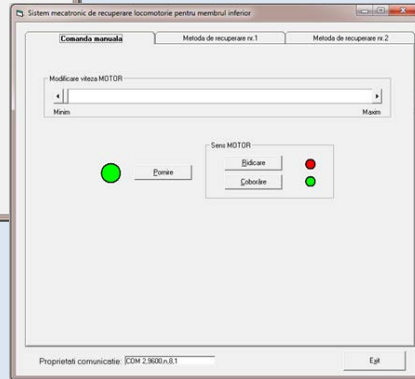 Sistem mecatronic de recuperare locomotorie pentru membrul inferior
Comanda manuala
Metoda de recuperare nr.1
Metoda de recuperare nr.2
Modificare viteza MOTOR
Minim
Maxim
Sens MOTOR
Pornire
Ridicare
Coborâre
Proprietati comunicatie: COM 2,9600,n,8,1
Exit